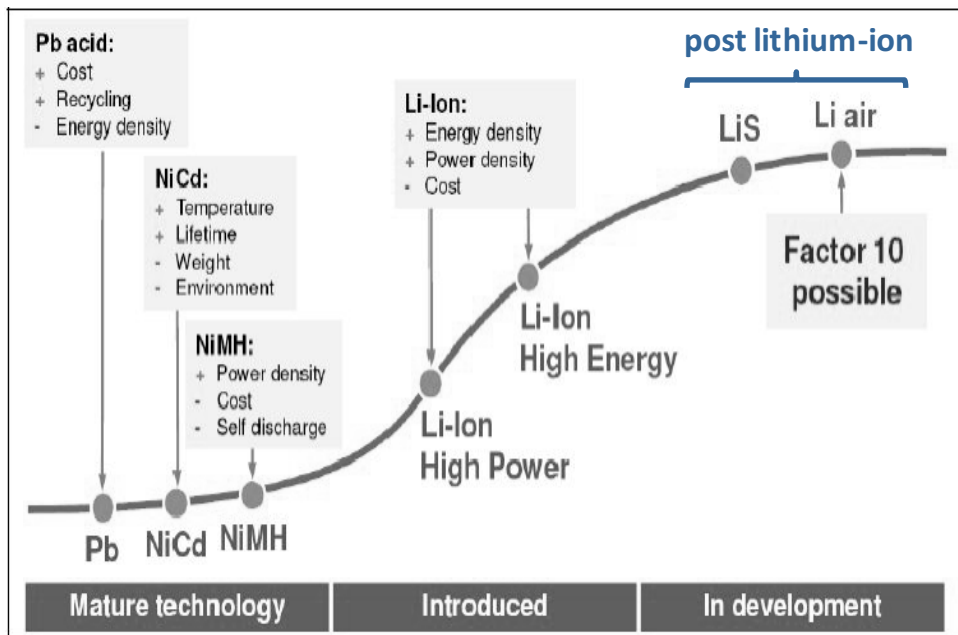 post lithium-ion
Pb acid:
+ Cost
+ Recycling
- Energy density
NiCd:
+ Temperature
+ Lifetime
- Weight
- Environment
NiMH:
+ Power density
- Cost
- Self discharge
Li-Ion:
+ Energy density
+ Power density
- Cost
LiS
Li air
Factor 10
possible
Li-Ion
High Energy
Li-Ion
High Power
Pb
NiCd
NiMH
Mature technology
Introduced
In development